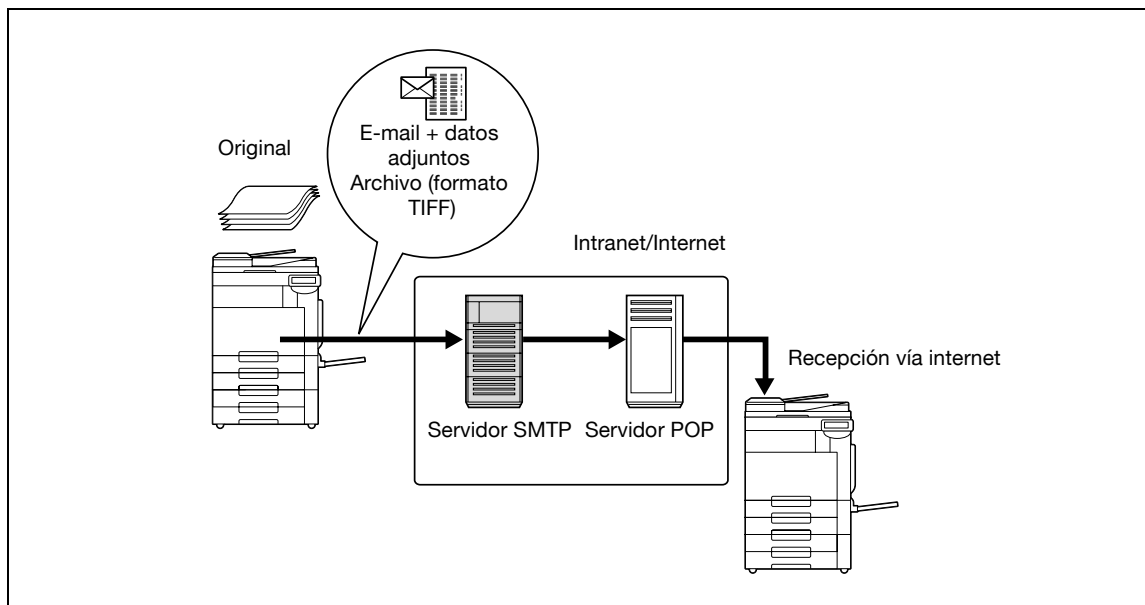 Original
E-mail + datos
adjuntos
Archivo (formato
TIFF)
Intranet/Internet
Servidor SMTP
Servidor POP
Recepción vía internet